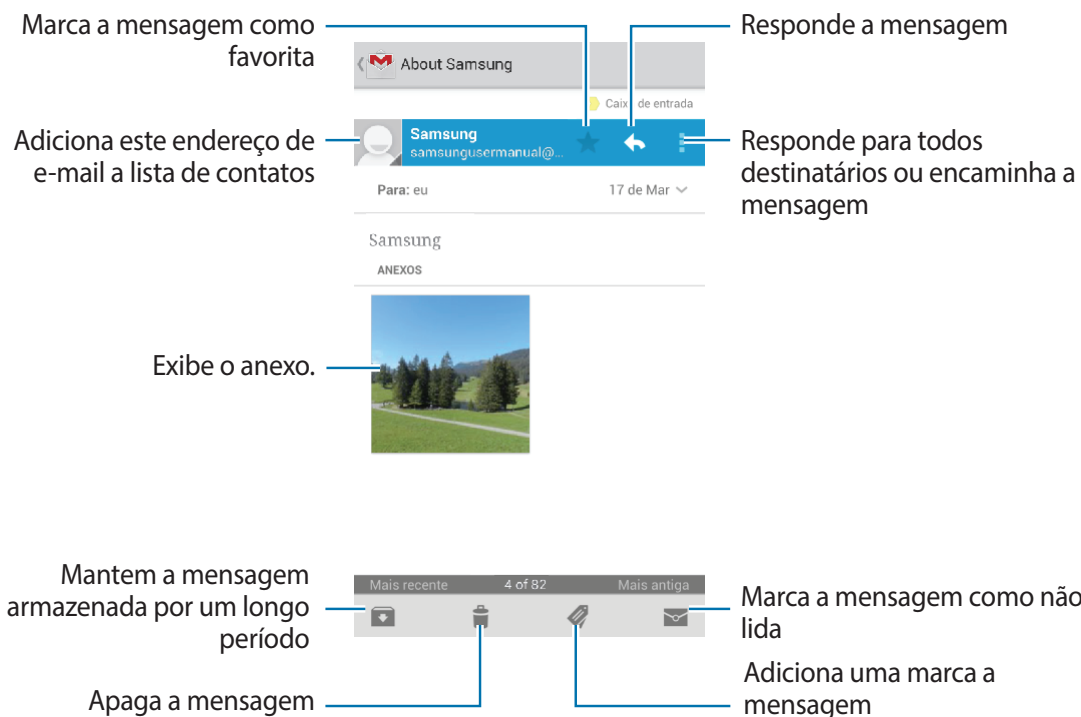 Marca a mensagem como
favorita
Responde a mensagem
About Samsung
Caixa de entrada
Adiciona este endereço de
e-mail a lista de contatos
Samsung
samsungusermanual@...
Responde para todos
destinatários ou encaminha a
mensagem
Para: eu
17 de Mar
Samsung
ANEXOS
Exibe o anexo.
Mantem a mensagem
armazenada por um longo
período
Mais recente
4 of 82
Mais antiga
Marca a mensagem como não
lida
Apaga a mensagem
Adiciona uma marca a
mensagem